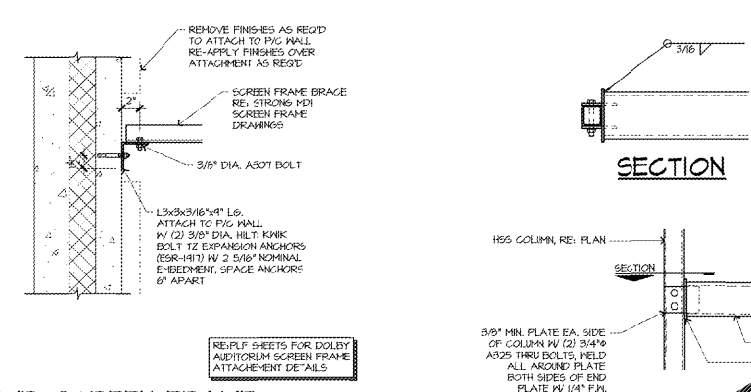 REMOVE FINISHES AS REQ'D
TO ATTACH TO P/C WALL
RE-APPLY FINISHES OVER
ATTACHMENT AS REQ'D
2"
SCREEN FRAME BRACE
RE: STRONG MDI
SCREEN FRAME
DRAWINGS
3/8" DIA. A307 BOLT
L3x3x3/16"x9" LG.
ATTACH TO P/C WALL
W/ (2) 3/8" DIA. HILTI KWIK
BOLT TZ EXPANSION ANCHORS
(ESR-1917) W/ 2 5/16" NOMINAL
EMBEDMENT, SPACE ANCHORS
6" APART
RE:PLF SHEETS FOR DOLBY
AUDITORIUM SCREEN FRAME
ATTACHEMENT DETAILS
3/16
SECTION
HSS COLUMN, RE: PLAN
SECTION
3/8" MIN. PLATE EA. SIDE
OF COLUMN W/ (2) 3/4"Φ
A325 THRU BOLTS, WELD
ALL AROUND PLATE
BOTH SIDES OF END
PLATE W/ 1/4" F.W.